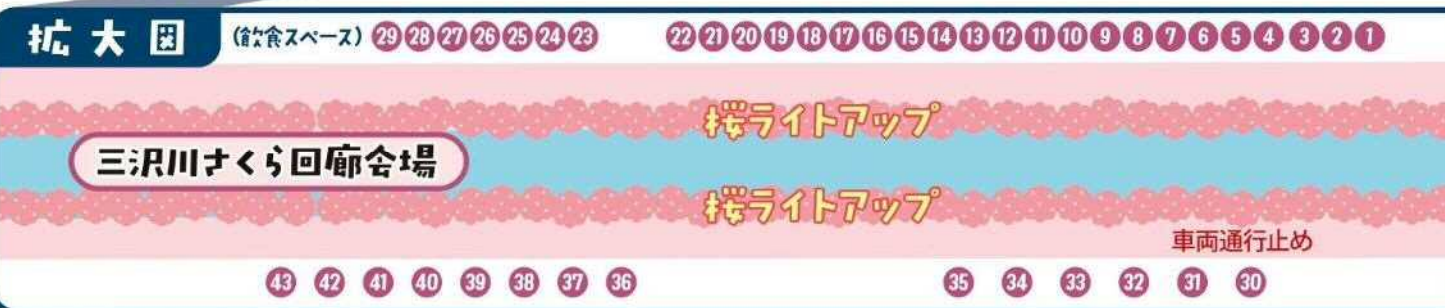 拡大図 (飲食スペース) 29 28 27 26 25 24 23 22 21 20 19 18 17 16 15 14 13 12 11 10 9 8 7 6 5 4 3 2 1
桜ライトアップ
三沢川さくら回廊会場
桜ライトアップ
車両通行止め
43 42 41 40 39 38 37 36 35 34 33 32 31 30